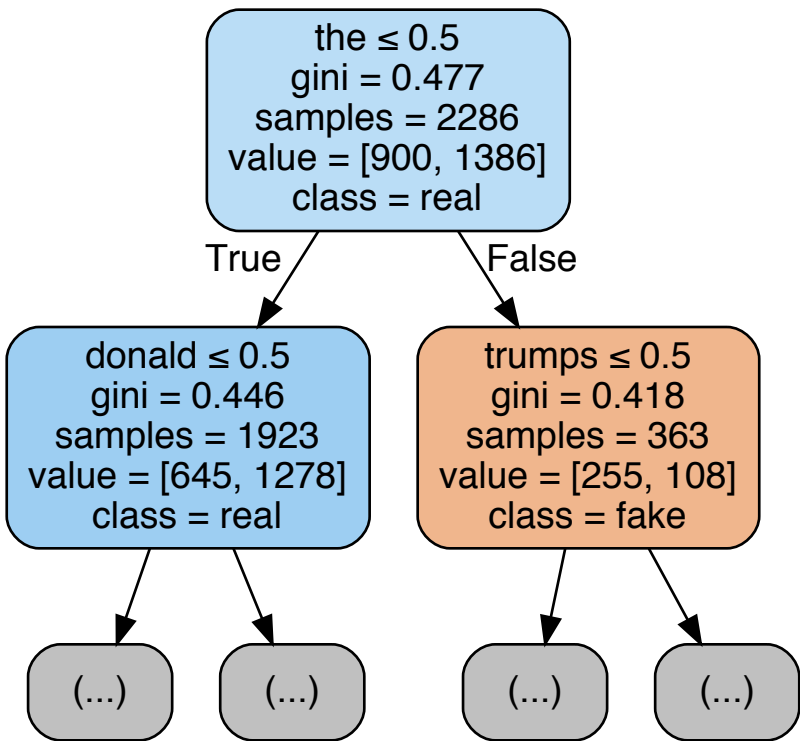 the ≤ 0.5
gini = 0.477
samples = 2286
value = [900, 1386]
class = real
True
False
donald ≤ 0.5
gini = 0.446
samples = 1923
value = [645, 1278]
class = real
trumps ≤ 0.5
gini = 0.418
samples = 363
value = [255, 108]
class = fake
(...)
(...)
(...)
(...)